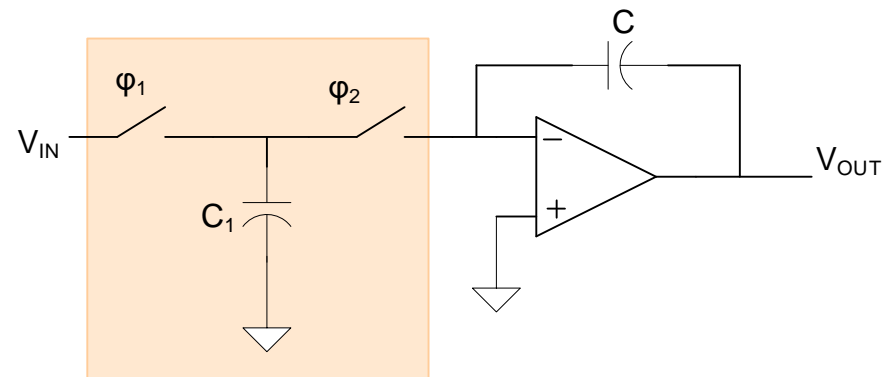 C
φ₁
φ₂
V_IN
−
+
V_OUT
C₁